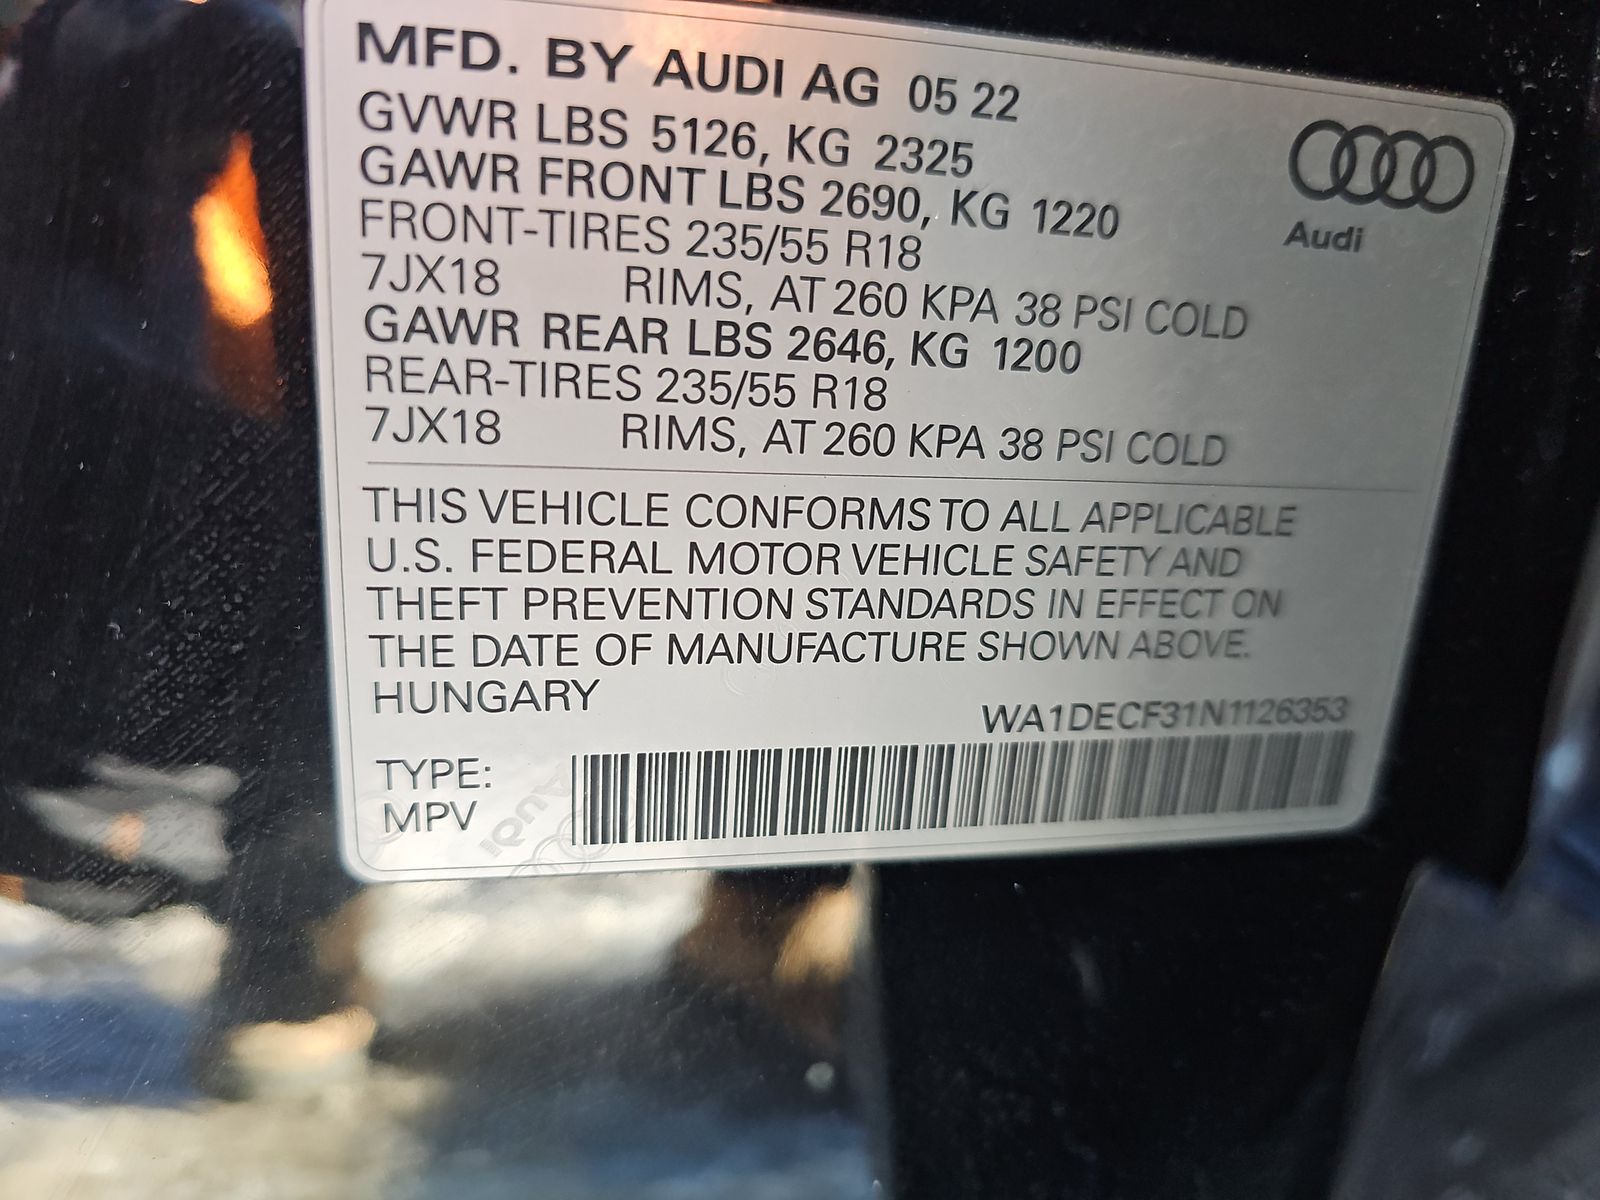 MFD. BY AUDI AG 05 22
GVWR LBS 5126, KG 2325
GAWR FRONT LBS 2690, KG 1220
FRONT-TIRES 235/55 R18
7JX18 RIMS, AT 260 KPA 38 PSI COLD
GAWR REAR LBS 2646, KG 1200
REAR-TIRES 235/55 R18
7JX18 RIMS, AT 260 KPA 38 PSI COLD
Audi
THIS VEHICLE CONFORMS TO ALL APPLICABLE
U.S. FEDERAL MOTOR VEHICLE SAFETY AND
THEFT PREVENTION STANDARDS IN EFFECT ON
THE DATE OF MANUFACTURE SHOWN ABOVE.
HUNGARY
WA1DECF31N1126353
TYPE:
MPV
Audi